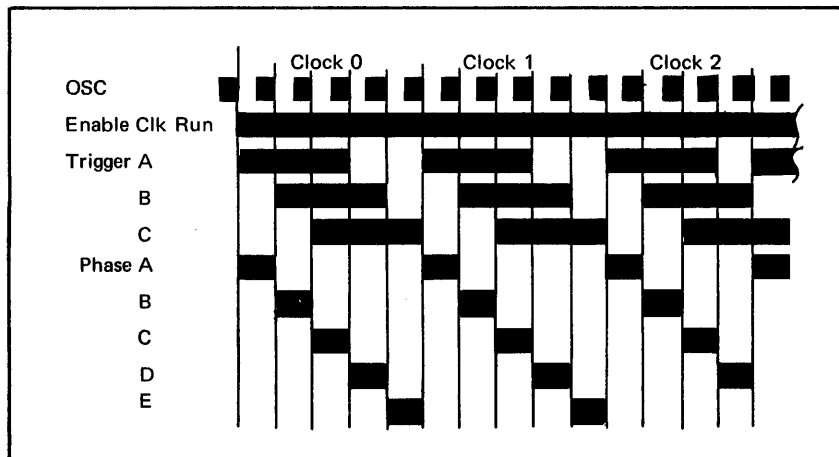 Clock 0 Clock 1 Clock 2
OSC
Enable Clk Run
Trigger A
B
C
Phase A
B
C
D
E